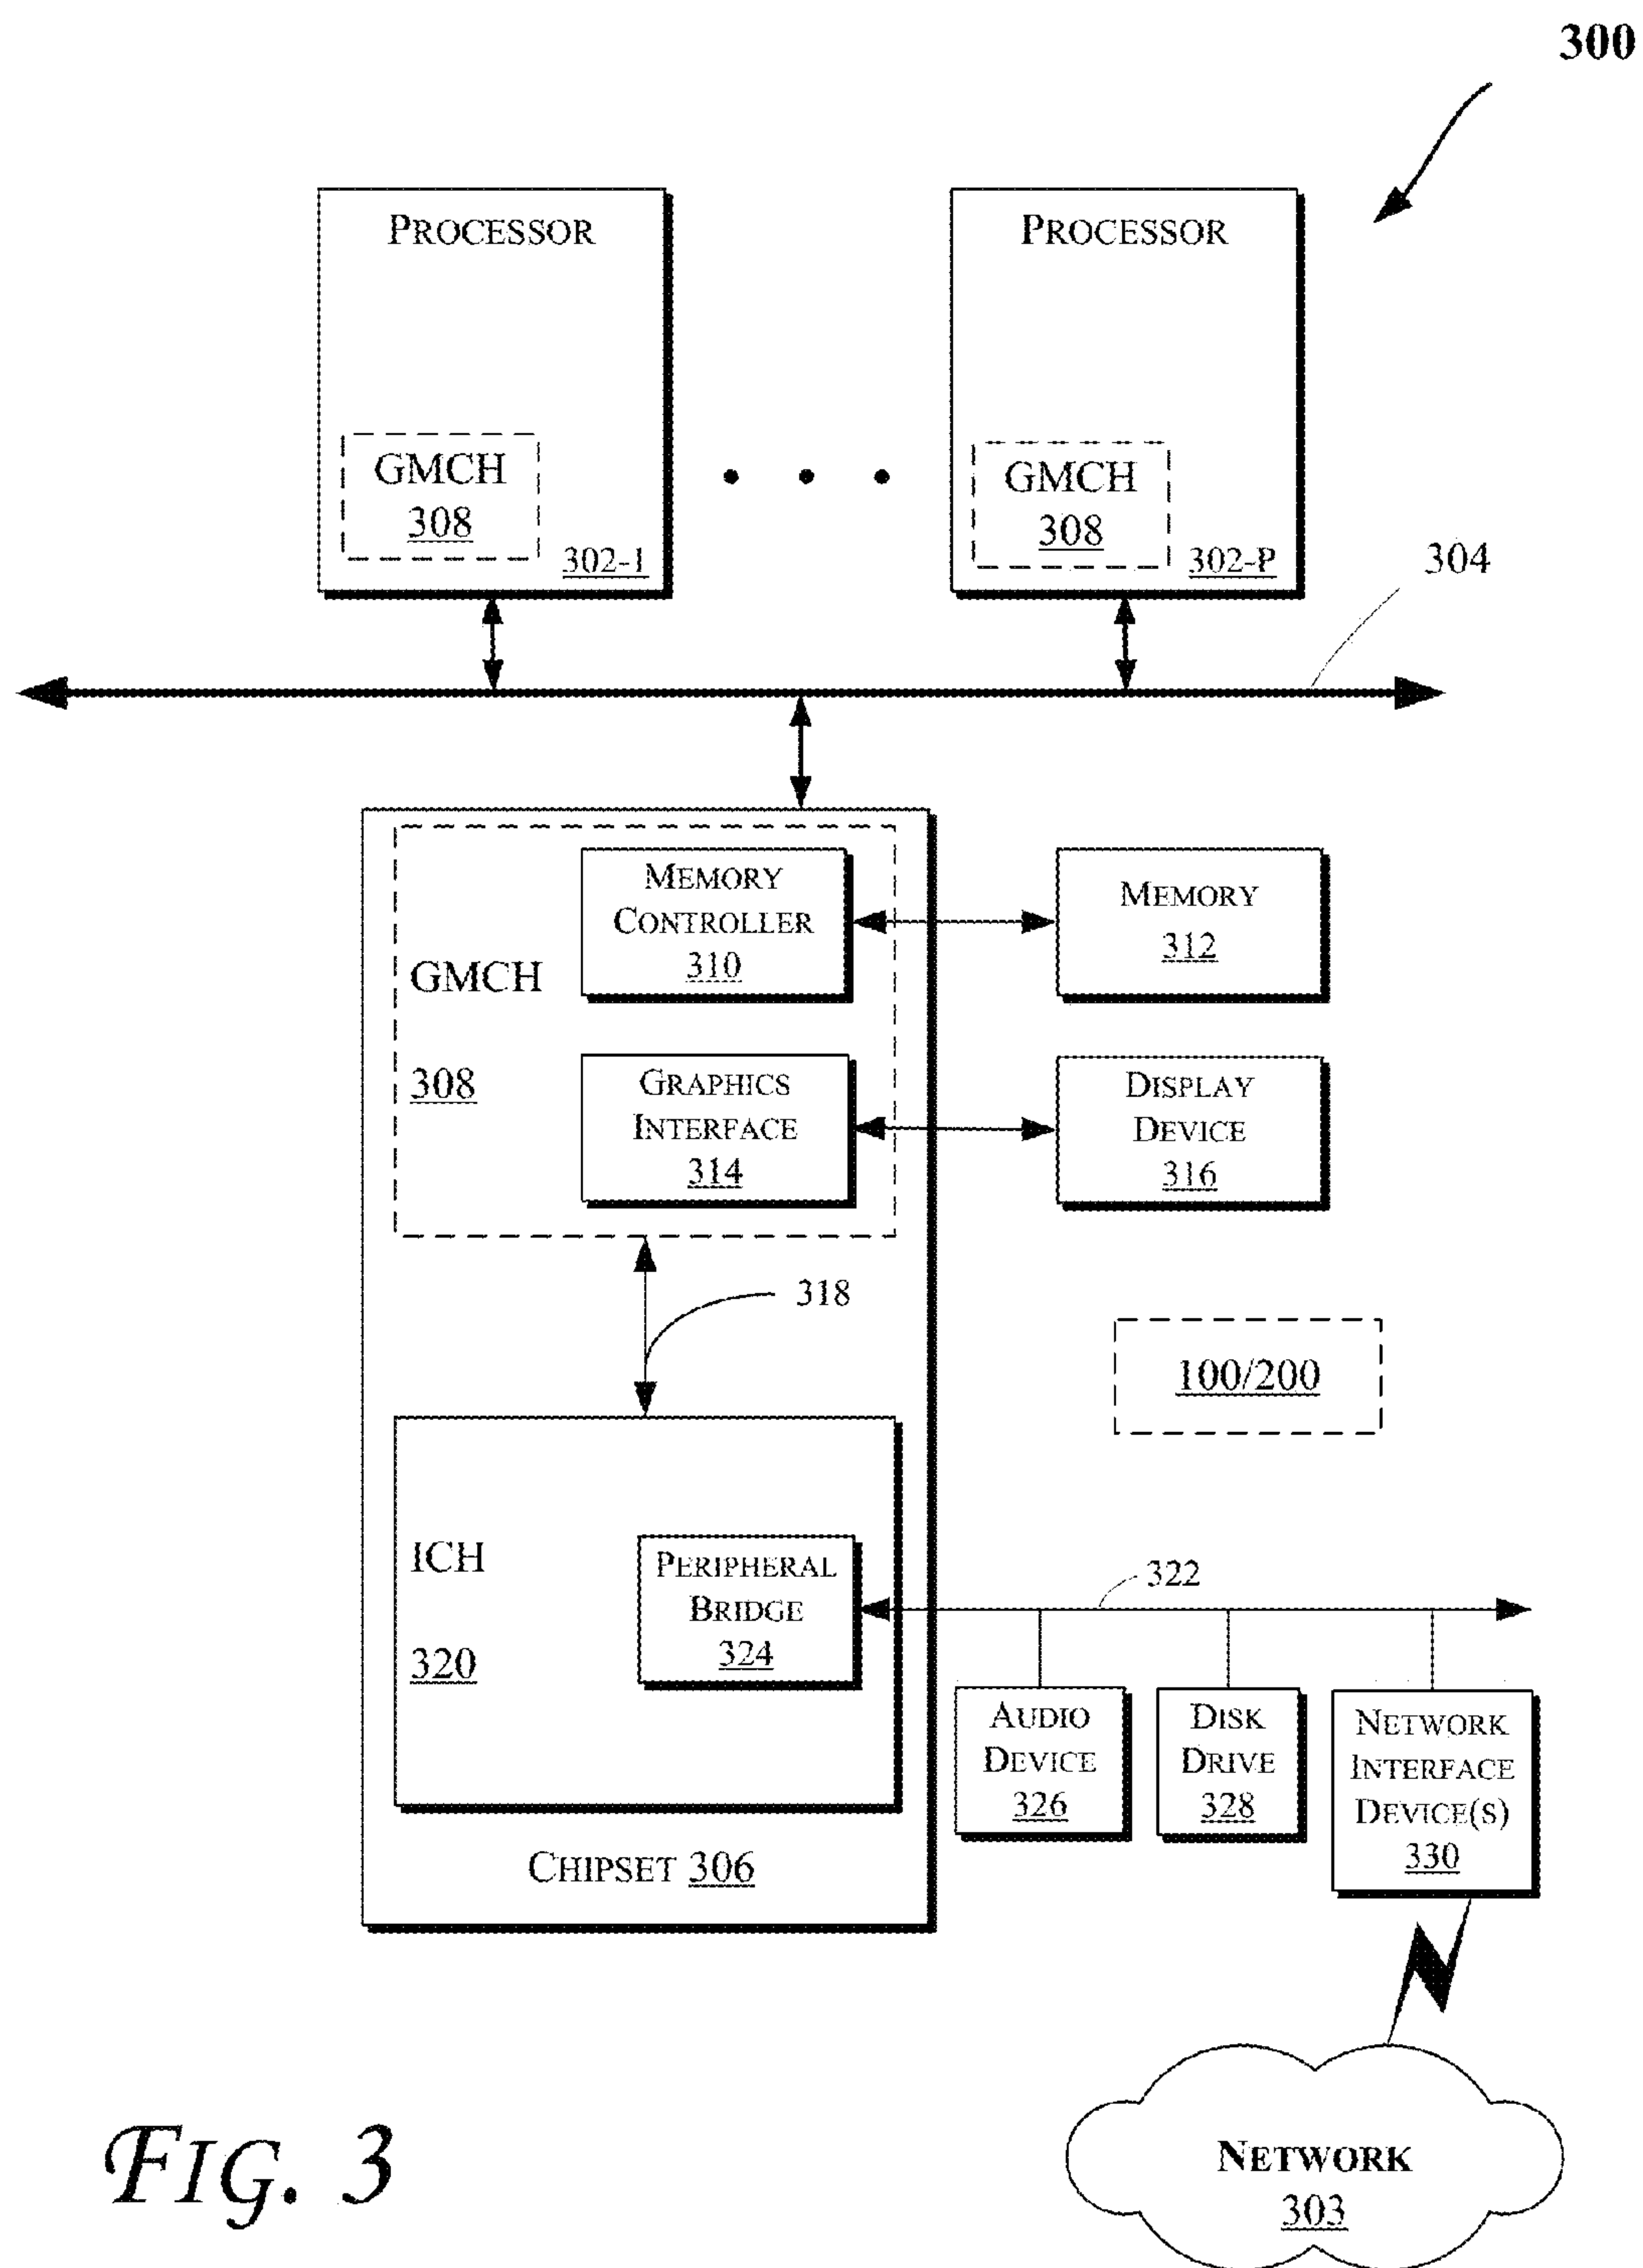 300
PROCESSOR
GMCH
308
302-1
PROCESSOR
GMCH
308
302-P
304
MEMORY
CONTROLLER
310
GMCH
308
GRAPHICS
INTERFACE
314
MEMORY
312
DISPLAY
DEVICE
316
318
100/200
ICH
320
PERIPHERAL
BRIDGE
324
322
AUDIO
DEVICE
326
DISK
DRIVE
328
NETWORK
INTERFACE
DEVICE(S)
330
CHIPSET 306
NETWORK
303
FIG. 3